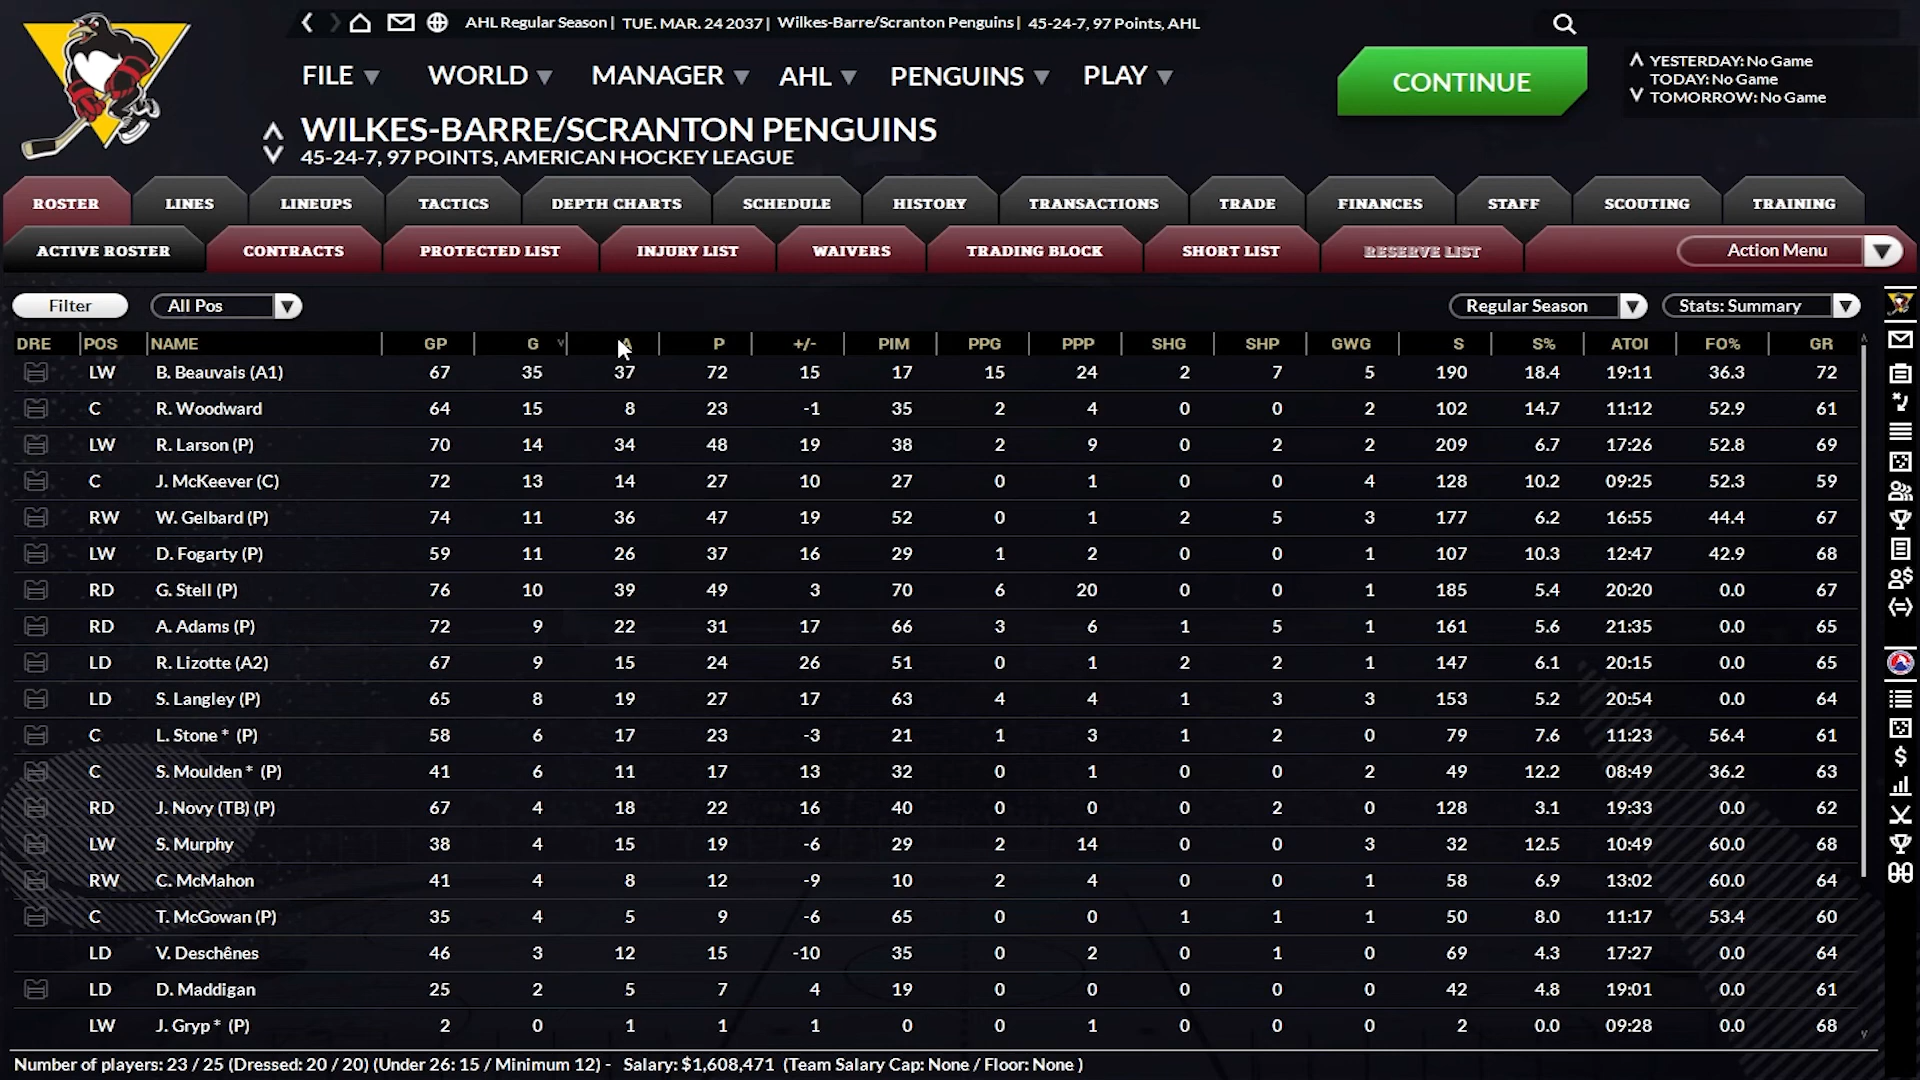 AHL Regular Season | TUE. MAR. 24 2037 | Wilkes-Barre/Scranton Penguins | 45-24-7, 97 Points, AHL
FILE WORLD MANAGER AHL PENGUINS PLAY
CONTINUE
YESTERDAY: No Game
TODAY: No Game
TOMORROW: No Game
WILKES-BARRE/SCRANTON PENGUINS
45-24-7, 97 POINTS, AMERICAN HOCKEY LEAGUE
ROSTER LINES LINEUPS TACTICS DEPTH CHARTS SCHEDULE HISTORY TRANSACTIONS TRADE FINANCES STAFF SCOUTING TRAINING
ACTIVE ROSTER CONTRACTS PROTECTED LIST INJURY LIST WAIVERS TRADING BLOCK SHORT LIST RESERVE LIST Action Menu
Filter All Pos Regular Season Stats: Summary
DRE POS NAME GP G A P +/- PIM PPG PPP SHG SHP GWG S S% ATOI FO% GR
LW B. Beauvais (A1) 67 35 37 72 15 17 15 24 2 7 5 190 18.4 19:11 36.3 72
C R. Woodward 64 15 8 23 -1 35 2 4 0 0 2 102 14.7 11:12 52.9 61
LW R. Larson (P) 70 14 34 48 19 38 2 9 0 2 2 209 6.7 17:26 52.8 69
C J. McKeever (C) 72 13 14 27 10 27 0 1 0 0 4 128 10.2 09:25 52.3 59
RW W. Gelbard (P) 74 11 36 47 19 52 0 1 2 5 3 177 6.2 16:55 44.4 67
LW D. Fogarty (P) 59 11 26 37 16 29 1 2 0 0 1 107 10.3 12:47 42.9 68
RD G. Stell (P) 76 10 39 49 3 70 6 20 0 0 1 185 5.4 20:20 0.0 67
RD A. Adams (P) 72 9 22 31 17 66 3 6 1 5 1 161 5.6 21:35 0.0 65
LD R. Lizotte (A2) 67 9 15 24 26 51 0 1 2 2 1 147 6.1 20:15 0.0 65
LD S. Langley (P) 65 8 19 27 17 63 4 4 1 3 3 153 5.2 20:54 0.0 64
C L. Stone * (P) 58 6 17 23 -3 21 1 3 1 2 0 79 7.6 11:23 56.4 61
C S. Moulden * (P) 41 6 11 17 13 32 0 1 0 0 2 49 12.2 08:49 36.2 63
RD J. Novy (TB) (P) 67 4 18 22 16 40 0 0 0 2 0 128 3.1 19:33 0.0 62
LW S. Murphy 38 4 15 19 -6 29 2 14 0 0 3 32 12.5 10:49 60.0 68
RW C. McMahon 41 4 8 12 -9 10 2 4 0 0 1 58 6.9 13:02 60.0 64
C T. McGowan (P) 35 4 5 9 -6 65 0 0 1 1 1 50 8.0 11:17 53.4 60
LD V. Deschênes 46 3 12 15 -10 35 0 2 0 1 0 69 4.3 17:27 0.0 64
LD D. Maddigan 25 2 5 7 4 19 0 0 0 0 0 42 4.8 19:01 0.0 61
LW J. Gryp * (P) 2 0 1 1 1 0 0 1 0 0 0 2 0.0 09:28 0.0 68
Number of players: 23 / 25 (Dressed: 20 / 20) (Under 26: 15 / Minimum 12) - Salary: $1,608,471 (Team Salary Cap: None / Floor: None )